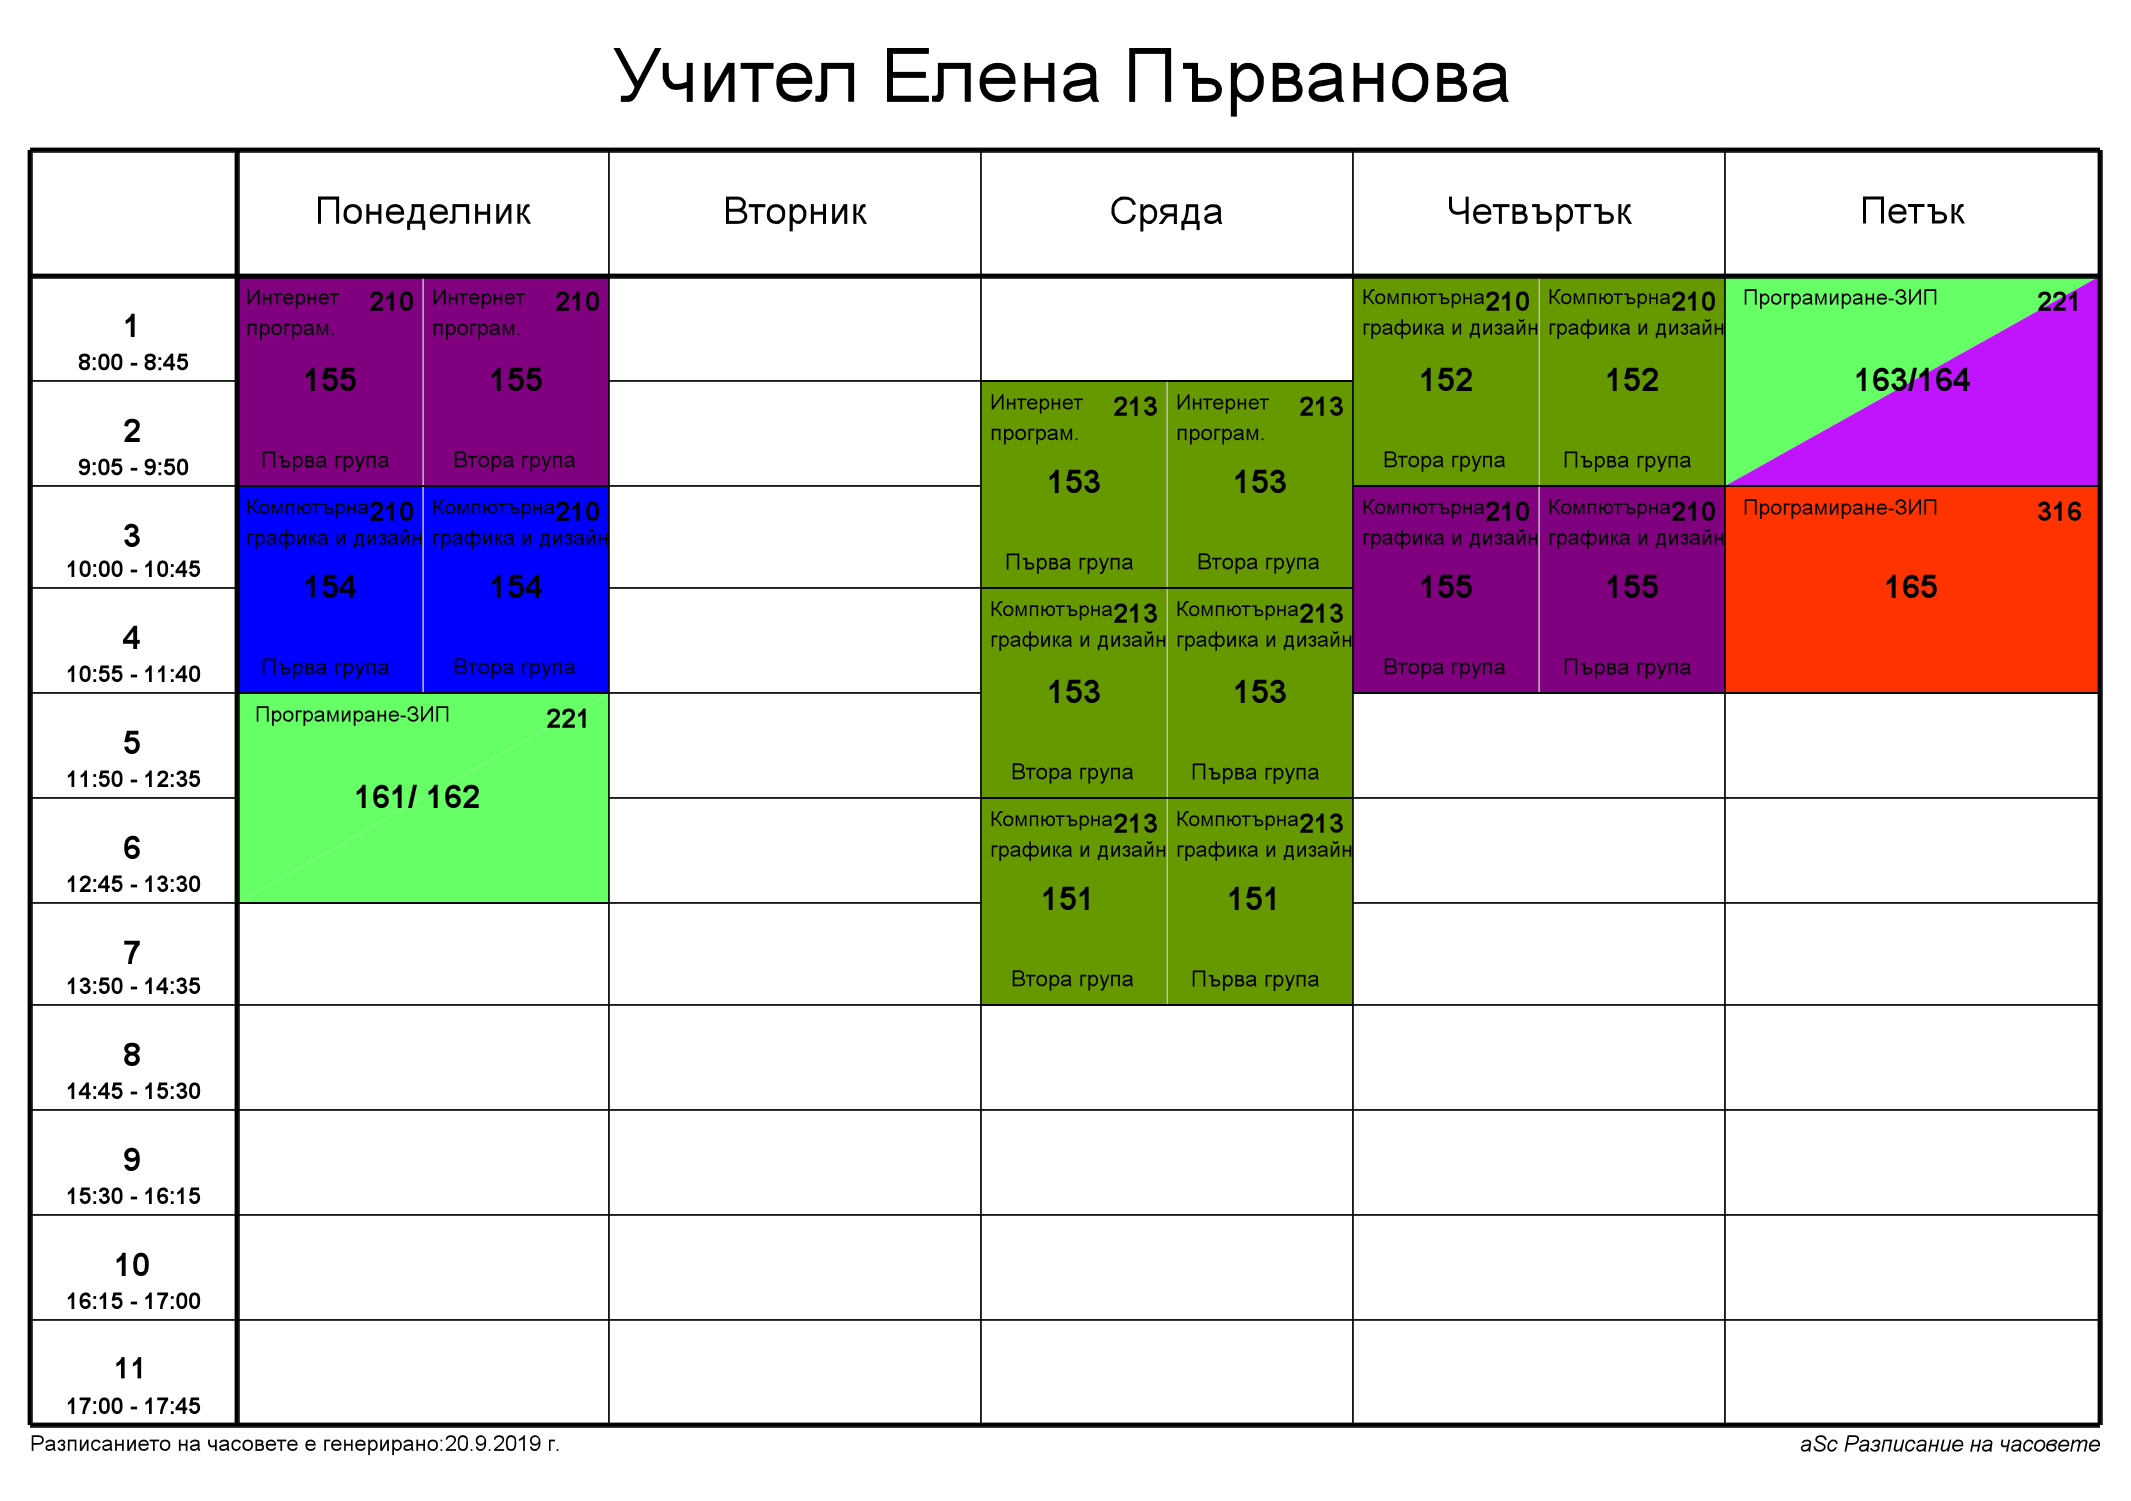 Учител Елена Първанова
Понеделник Вторник Сряда Четвъртък Петък
1
8:00 - 8:45
Интернет 210 Интернет 210
програм. програм.
155 155
Първа група Втора група
Компютърна 210 Компютърна 210
графика и дизайн графика и дизайн
152 152
Втора група Първа група
Програмиране-ЗИП 221
163/164
2
9:05 - 9:50
Интернет 213 Интернет 213
програм. програм.
153 153
Първа група Втора група
3
10:00 - 10:45
Компютърна 210 Компютърна 210
графика и дизайн графика и дизайн
154 154
Първа група Втора група
Компютърна 210 Компютърна 210
графика и дизайн графика и дизайн
155 155
Втора група Първа група
Програмиране-ЗИП 316
165
4
10:55 - 11:40
Компютърна 213 Компютърна 213
графика и дизайн графика и дизайн
153 153
Втора група Първа група
5
11:50 - 12:35
Програмиране-ЗИП 221
161/ 162
6
12:45 - 13:30
Компютърна 213 Компютърна 213
графика и дизайн графика и дизайн
151 151
Втора група Първа група
7
13:50 - 14:35
8
14:45 - 15:30
9
15:30 - 16:15
10
16:15 - 17:00
11
17:00 - 17:45
Разписанието на часовете е генерирано:20.9.2019 г. aSc Разписание на часовете